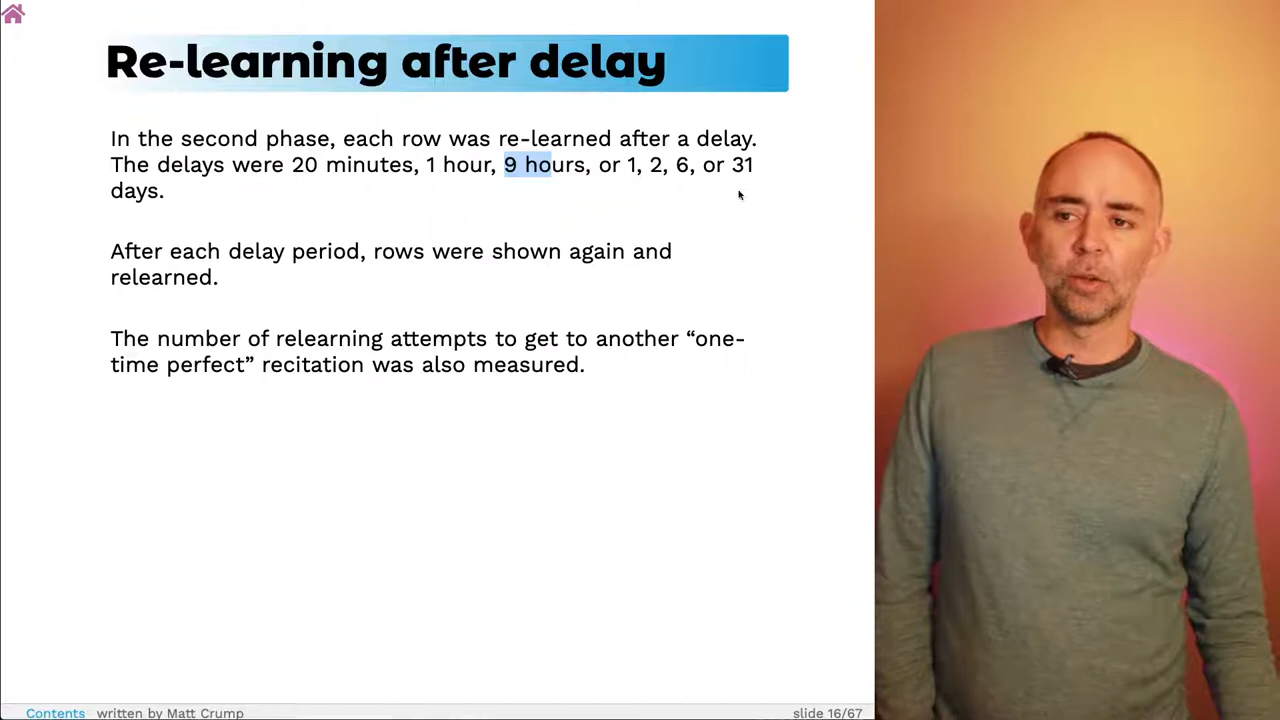 Re-learning after delay
In the second phase, each row was re-learned after a delay.
The delays were 20 minutes, 1 hour, 9 hours, or 1, 2, 6, or 31
days.
After each delay period, rows were shown again and
relearned.
The number of relearning attempts to get to another “one-
time perfect” recitation was also measured.
Contents written by Matt Crump
slide 16/67